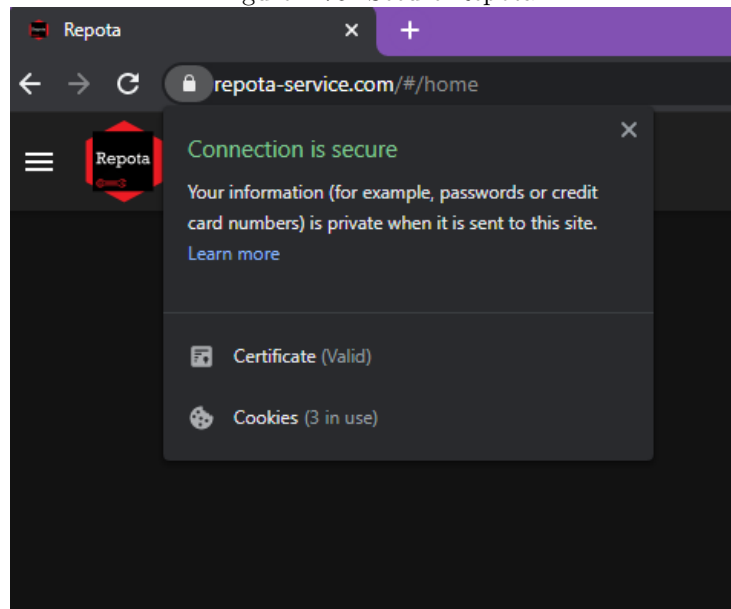 Repota
repota-service.com/#/home
Repota
Connection is secure
Your information (for example, passwords or credit
card numbers) is private when it is sent to this site.
Learn more
Certificate (Valid)
Cookies (3 in use)